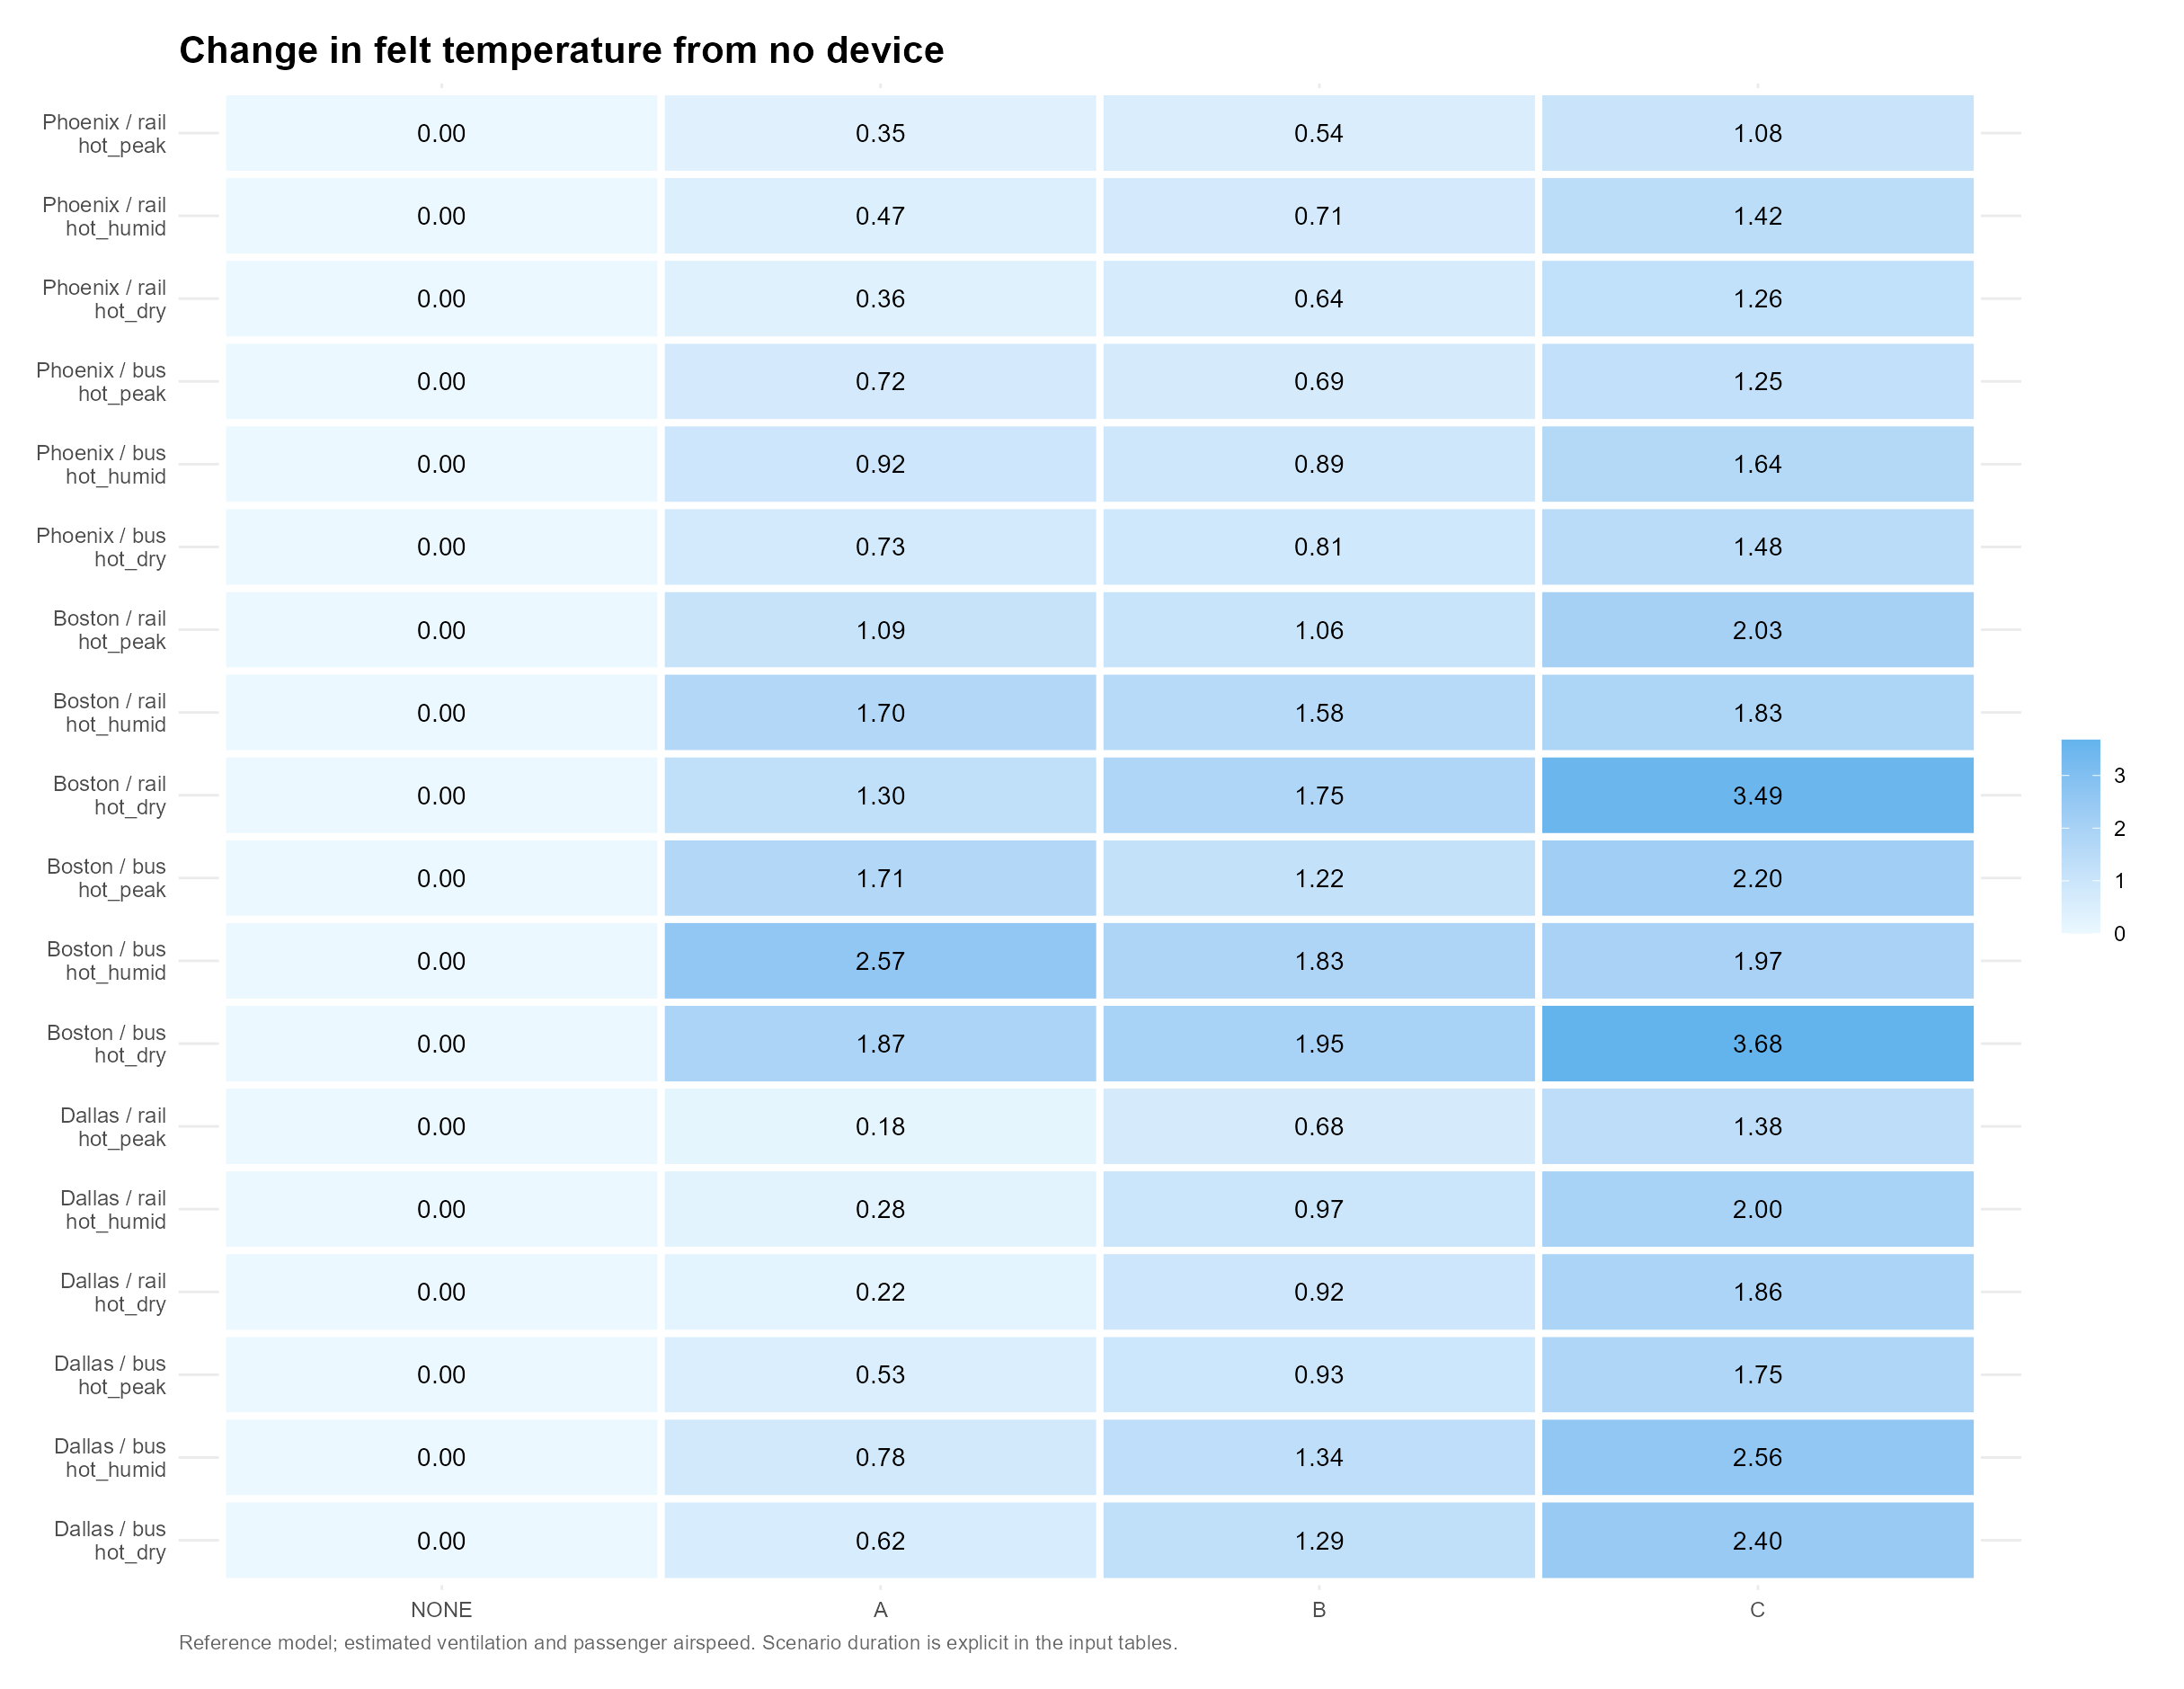 Change in felt temperature from no device
Phoenix / rail
hot_peak
0.00 0.35 0.54 1.08
Phoenix / rail
hot_humid
0.00 0.47 0.71 1.42
Phoenix / rail
hot_dry
0.00 0.36 0.64 1.26
Phoenix / bus
hot_peak
0.00 0.72 0.69 1.25
Phoenix / bus
hot_humid
0.00 0.92 0.89 1.64
Phoenix / bus
hot_dry
0.00 0.73 0.81 1.48
Boston / rail
hot_peak
0.00 1.09 1.06 2.03
Boston / rail
hot_humid
0.00 1.70 1.58 1.83
Boston / rail
hot_dry
0.00 1.30 1.75 3.49
Boston / bus
hot_peak
0.00 1.71 1.22 2.20
Boston / bus
hot_humid
0.00 2.57 1.83 1.97
Boston / bus
hot_dry
0.00 1.87 1.95 3.68
Dallas / rail
hot_peak
0.00 0.18 0.68 1.38
Dallas / rail
hot_humid
0.00 0.28 0.97 2.00
Dallas / rail
hot_dry
0.00 0.22 0.92 1.86
Dallas / bus
hot_peak
0.00 0.53 0.93 1.75
Dallas / bus
hot_humid
0.00 0.78 1.34 2.56
Dallas / bus
hot_dry
0.00 0.62 1.29 2.40
NONE A B C
3
2
1
0
Reference model; estimated ventilation and passenger airspeed. Scenario duration is explicit in the input tables.